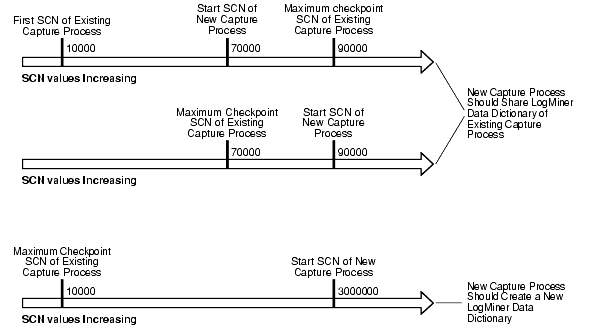 First SCN of Existing
Capture Process
10000
Start SCN of
New Capture
Process
70000
Maximum checkpoint
SCN of Existing
Capture Process
90000
SCN values Increasing
New Capture Process
Should Share LogMiner
Data Dictionary of
Existing Capture
Process
Maximum Checkpoint
SCN of Existing
Capture Process
70000
Start SCN of
New Capture
Process
90000
SCN values Increasing
Maximum Checkpoint
SCN of Existing
Capture Process
10000
Start SCN of New
Capture Process
3000000
SCN values Increasing
New Capture Process
Should Create a New
LogMiner Data
Dictionary